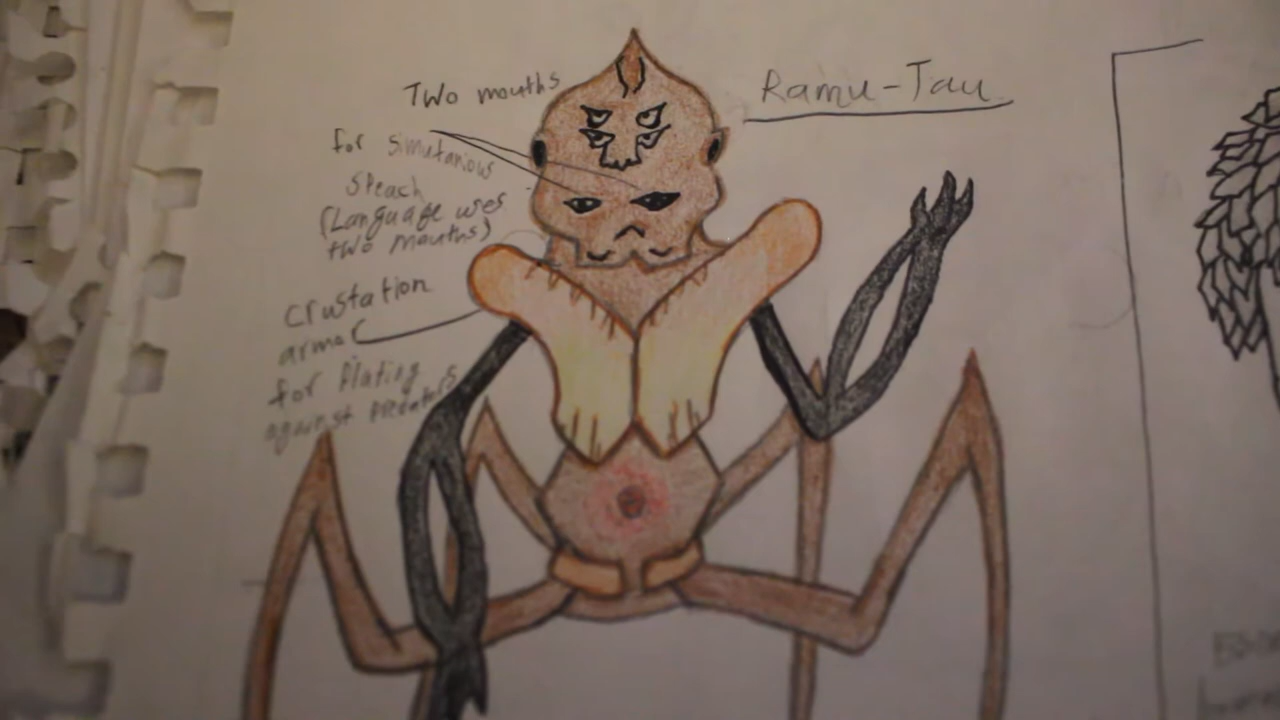 Ramu-Tau
Two mouths
for simutanious
speach
(Language uses
two mouths)
crustation
armor
for Plating
against Predators